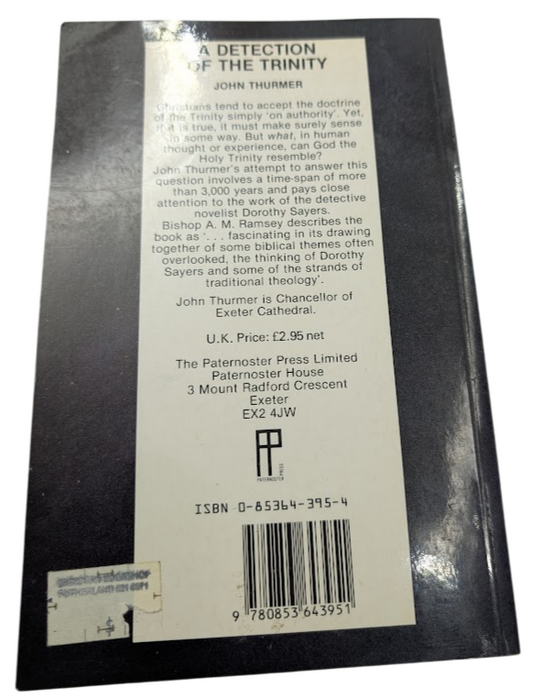 A DETECTION
OF THE TRINITY
JOHN THURMER
Christians tend to accept the doctrine
of the Trinity simply 'on authority'. Yet,
if it is true, it must make surely sense
in some way. But what, in human
thought or experience, can God the
Holy Trinity resemble?
John Thurmer's attempt to answer this
question involves a time-span of more
than 3,000 years and pays close
attention to the work of the detective
novelist Dorothy Sayers.
Bishop A. M. Ramsey describes the
book as '. . . fascinating in its drawing
together of some biblical themes often
overlooked, the thinking of Dorothy
Sayers and some of the strands of
traditional theology'.
John Thurmer is Chancellor of
Exeter Cathedral.
U.K. Price: £2.95 net
The Paternoster Press Limited
Paternoster House
3 Mount Radford Crescent
Exeter
EX2 4JW
PATERNOSTER
PRESS
ISBN 0-85364-395-4
9 780853 643951